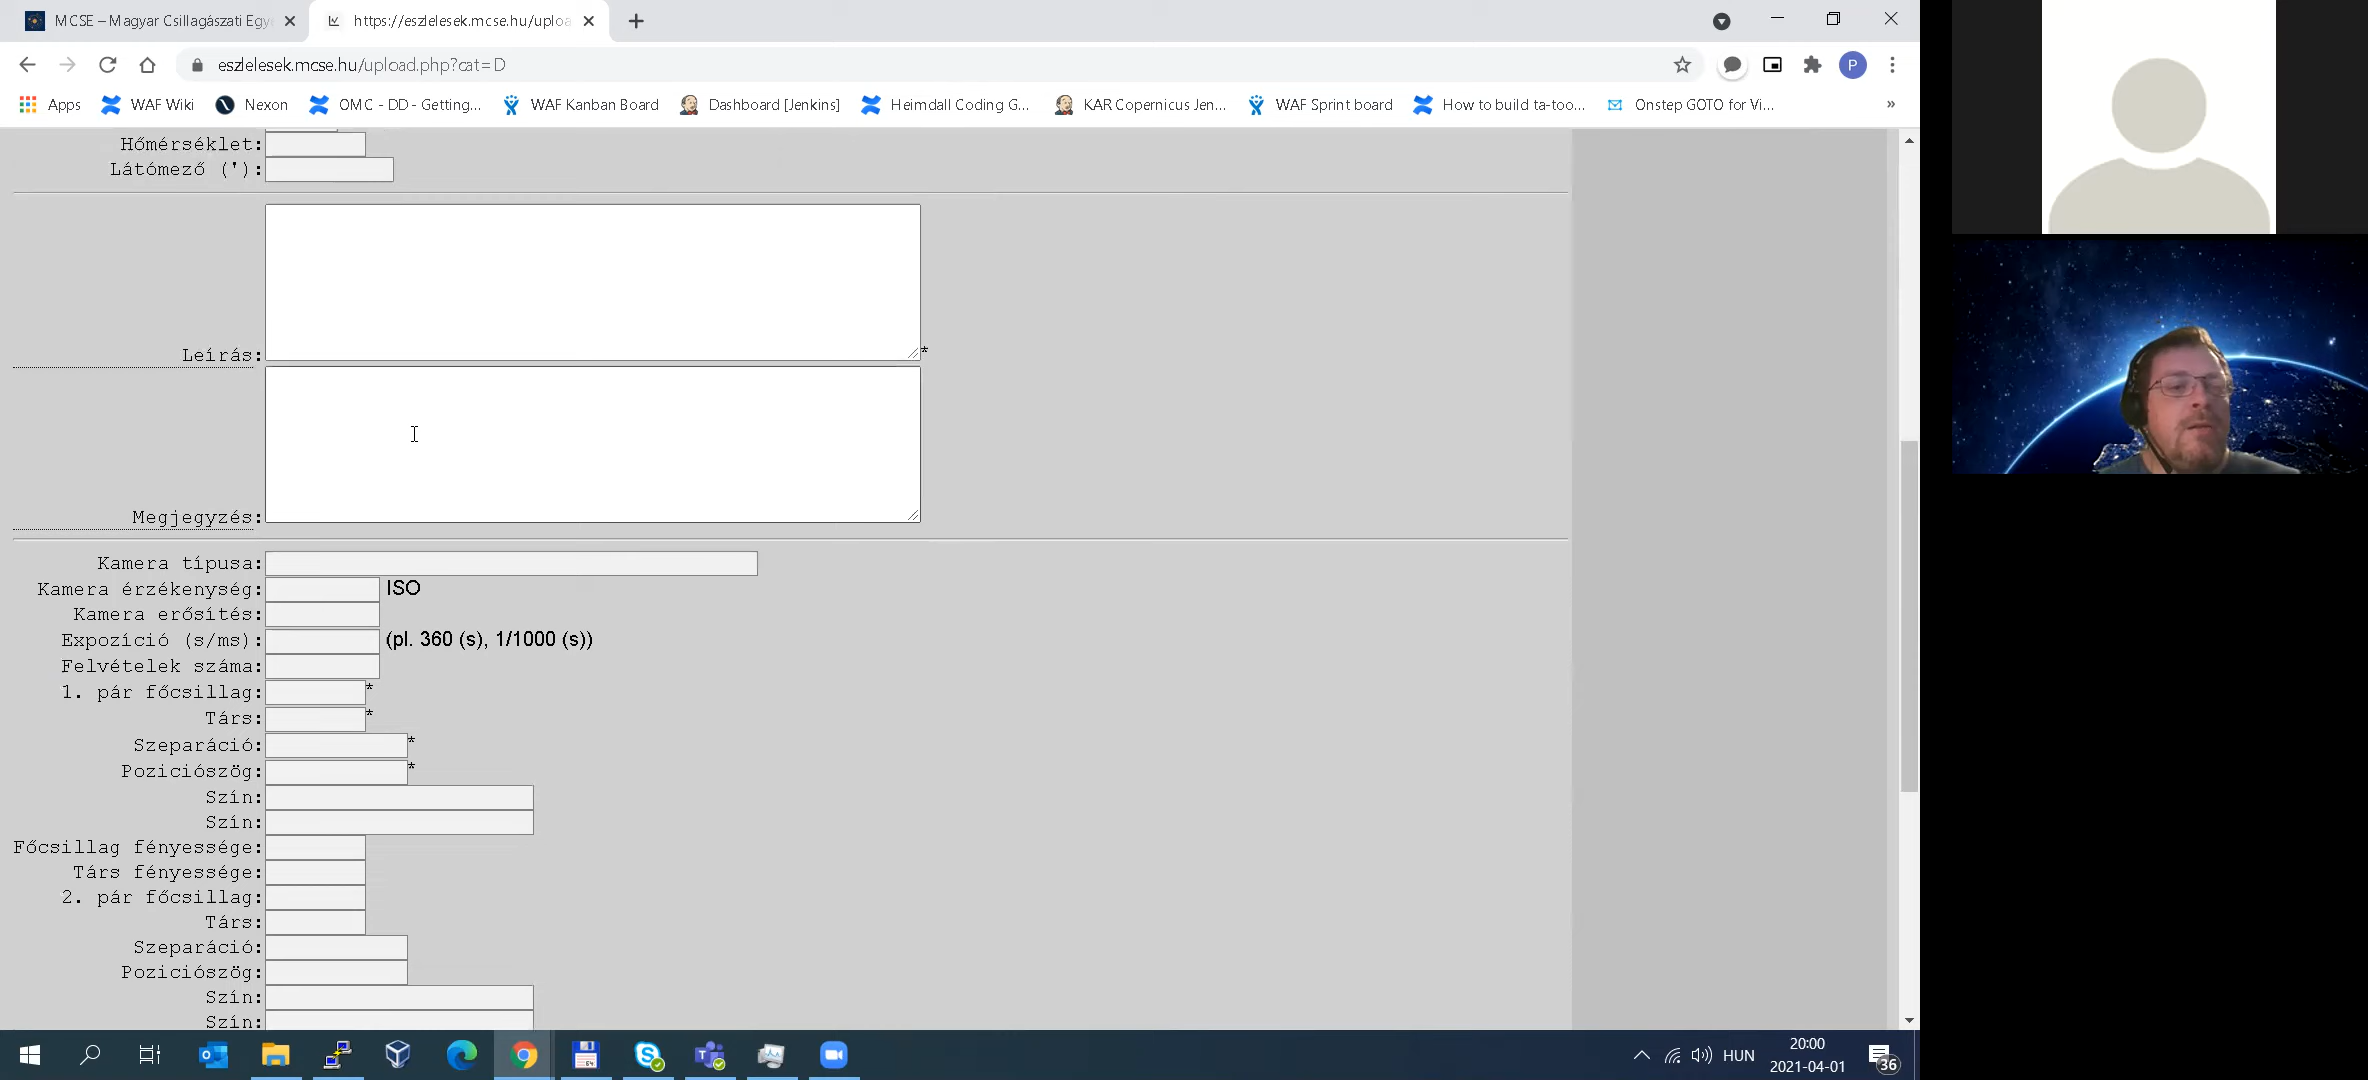 MCSE – Magyar Csillagászati Egy
https://eszlelesek.mcse.hu/uploa
eszlelesek.mcse.hu/upload.php?cat=D
P
Apps
WAF Wiki
Nexon
OMC - DD - Getting...
WAF Kanban Board
Dashboard [Jenkins]
Heimdall Coding G...
KAR Copernicus Jen...
WAF Sprint board
How to build ta-too...
Onstep GOTO for Vi...
»
Hőmérséklet:
Látómező ('):
Leírás: *
Megjegyzés:
Kamera típusa:
Kamera érzékenység: ISO
Kamera erősítés:
Expozíció (s/ms): (pl. 360 (s), 1/1000 (s))
Felvételek száma:
1. pár főcsillag: *
Társ: *
Szeparáció: *
Poziciószög: *
Szín:
Szín:
Főcsillag fényessége:
Társ fényessége:
2. pár főcsillag:
Társ:
Szeparáció:
Poziciószög:
Szín:
Szín:
HUN
20:00
2021-04-01
36